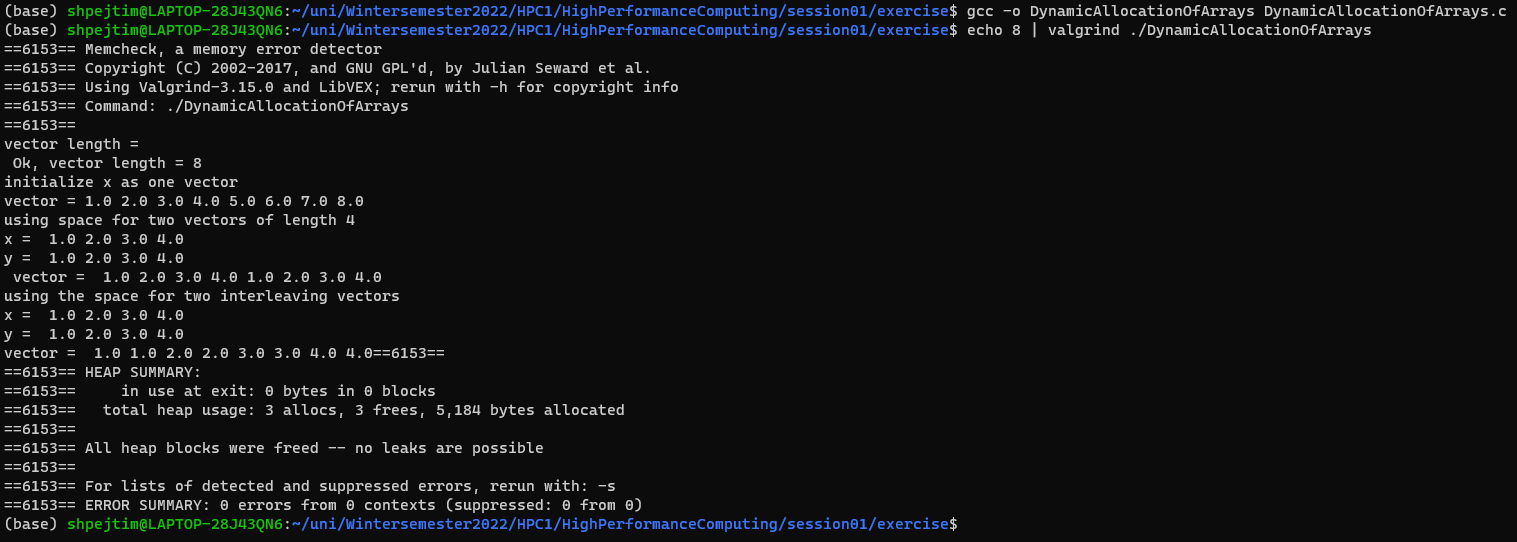 (base) shpejtim@LAPTOP-28J43QN6:~/uni/Wintersemester2022/HPC1/HighPerformanceComputing/session01/exercise$ gcc -o DynamicAllocationOfArrays DynamicAllocationOfArrays.c
(base) shpejtim@LAPTOP-28J43QN6:~/uni/Wintersemester2022/HPC1/HighPerformanceComputing/session01/exercise$ echo 8 | valgrind ./DynamicAllocationOfArrays
==6153== Memcheck, a memory error detector
==6153== Copyright (C) 2002-2017, and GNU GPL'd, by Julian Seward et al.
==6153== Using Valgrind-3.15.0 and LibVEX; rerun with -h for copyright info
==6153== Command: ./DynamicAllocationOfArrays
==6153==
vector length =
 Ok, vector length = 8
initialize x as one vector
vector = 1.0 2.0 3.0 4.0 5.0 6.0 7.0 8.0
using space for two vectors of length 4
x =  1.0 2.0 3.0 4.0
y =  1.0 2.0 3.0 4.0
 vector =  1.0 2.0 3.0 4.0 1.0 2.0 3.0 4.0
using the space for two interleaving vectors
x =  1.0 2.0 3.0 4.0
y =  1.0 2.0 3.0 4.0
vector =  1.0 1.0 2.0 2.0 3.0 3.0 4.0 4.0==6153==
==6153== HEAP SUMMARY:
==6153==     in use at exit: 0 bytes in 0 blocks
==6153==   total heap usage: 3 allocs, 3 frees, 5,184 bytes allocated
==6153==
==6153== All heap blocks were freed -- no leaks are possible
==6153==
==6153== For lists of detected and suppressed errors, rerun with: -s
==6153== ERROR SUMMARY: 0 errors from 0 contexts (suppressed: 0 from 0)
(base) shpejtim@LAPTOP-28J43QN6:~/uni/Wintersemester2022/HPC1/HighPerformanceComputing/session01/exercise$